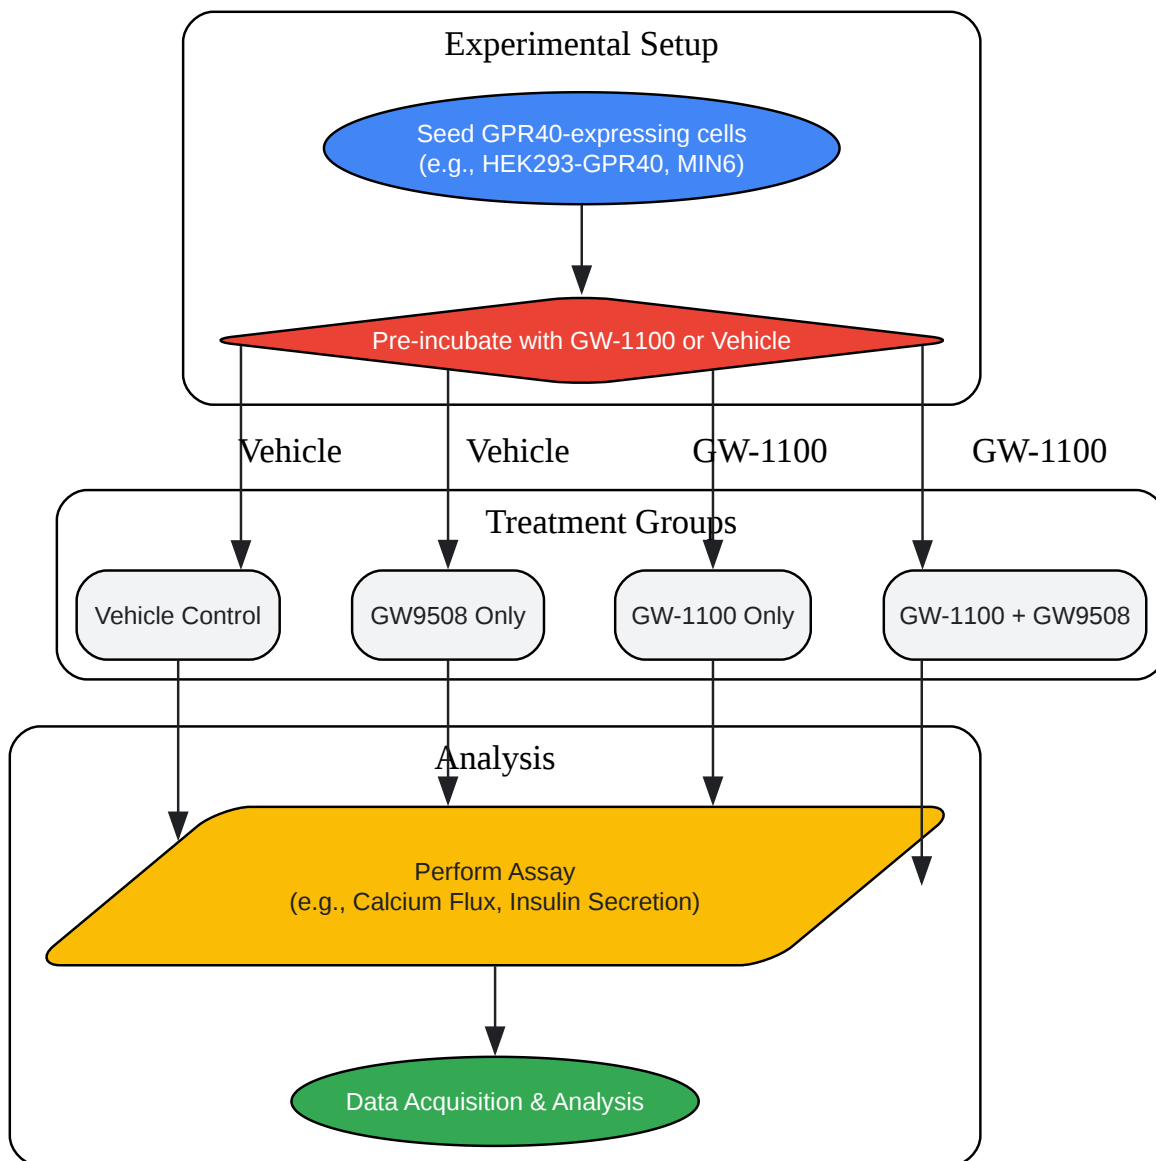 Experimental Setup
Seed GPR40-expressing cells
(e.g., HEK293-GPR40, MIN6)
Pre-incubate with GW-1100 or Vehicle
Vehicle
Vehicle
GW-1100
GW-1100
Treatment Groups
Vehicle Control
GW9508 Only
GW-1100 Only
GW-1100 + GW9508
Analysis
Perform Assay
(e.g., Calcium Flux, Insulin Secretion)
Data Acquisition & Analysis